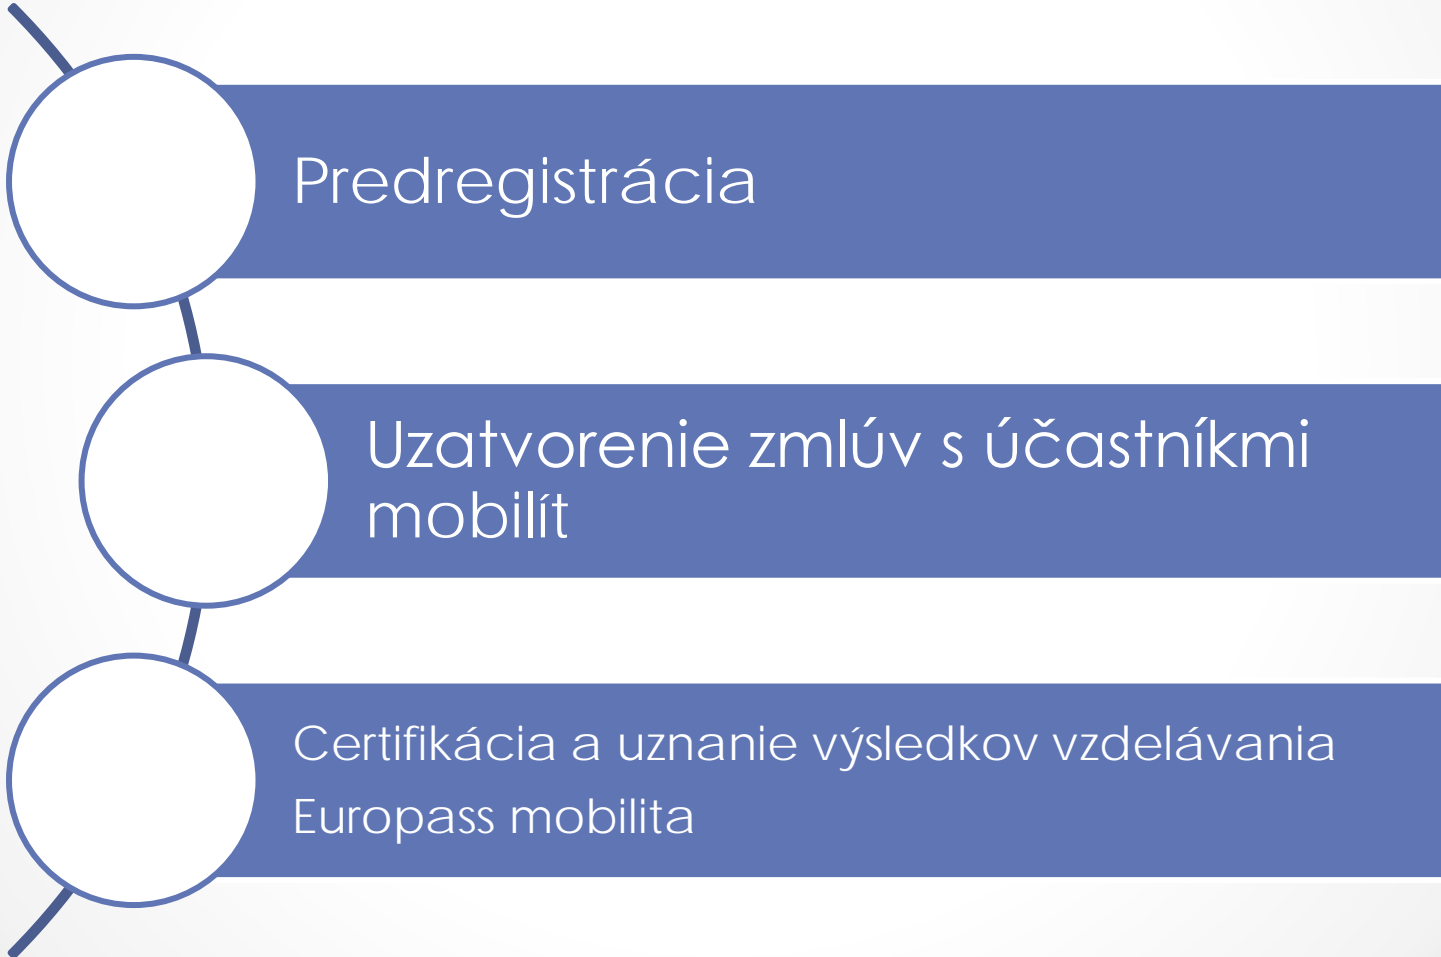 Predregistrácia
Uzatvorenie zmlúv s účastníkmi
mobilít
Certifikácia a uznanie výsledkov vzdelávania
Europass mobilita